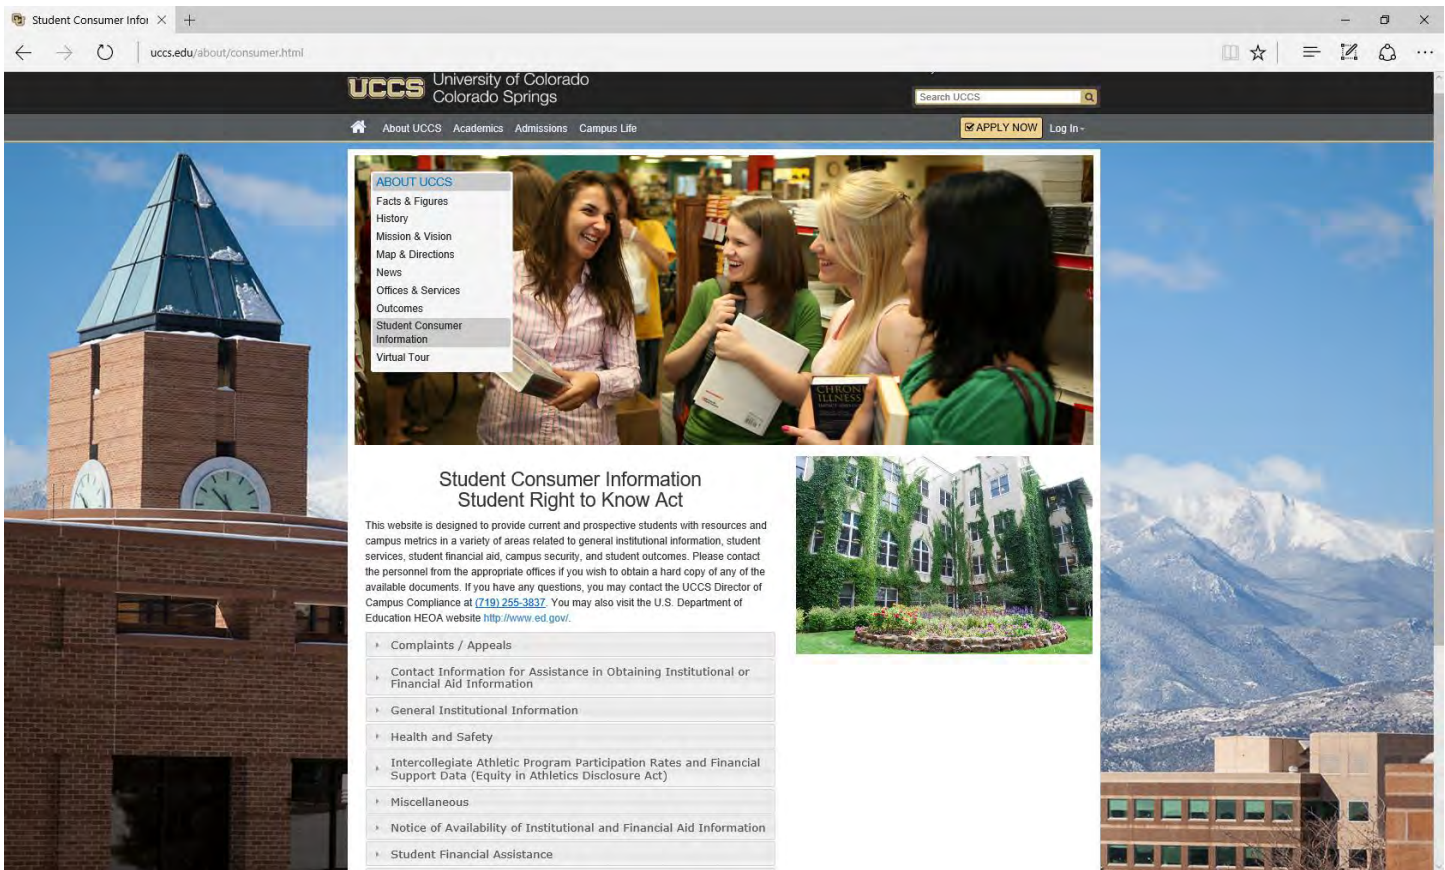 Student Consumer Infor
uccs.edu/about/consumer.html
UCCS University of Colorado
Colorado Springs
Search UCCS
About UCCS Academics Admissions Campus Life
APPLY NOW Log In
ABOUT UCCS
Facts & Figures
History
Mission & Vision
Map & Directions
News
Offices & Services
Outcomes
Student Consumer
Information
Virtual Tour
CHRONIC
ILLNESS
Student Consumer Information
Student Right to Know Act
This website is designed to provide current and prospective students with resources and
campus metrics in a variety of areas related to general institutional information, student
services, student financial aid, campus security, and student outcomes. Please contact
the personnel from the appropriate offices if you wish to obtain a hard copy of any of the
available documents. If you have any questions, you may contact the UCCS Director of
Campus Compliance at (719) 255-3837. You may also visit the U.S. Department of
Education HEOA website http://www.ed.gov/.
Complaints / Appeals
Contact Information for Assistance in Obtaining Institutional or
Financial Aid Information
General Institutional Information
Health and Safety
Intercollegiate Athletic Program Participation Rates and Financial
Support Data (Equity in Athletics Disclosure Act)
Miscellaneous
Notice of Availability of Institutional and Financial Aid Information
Student Financial Assistance